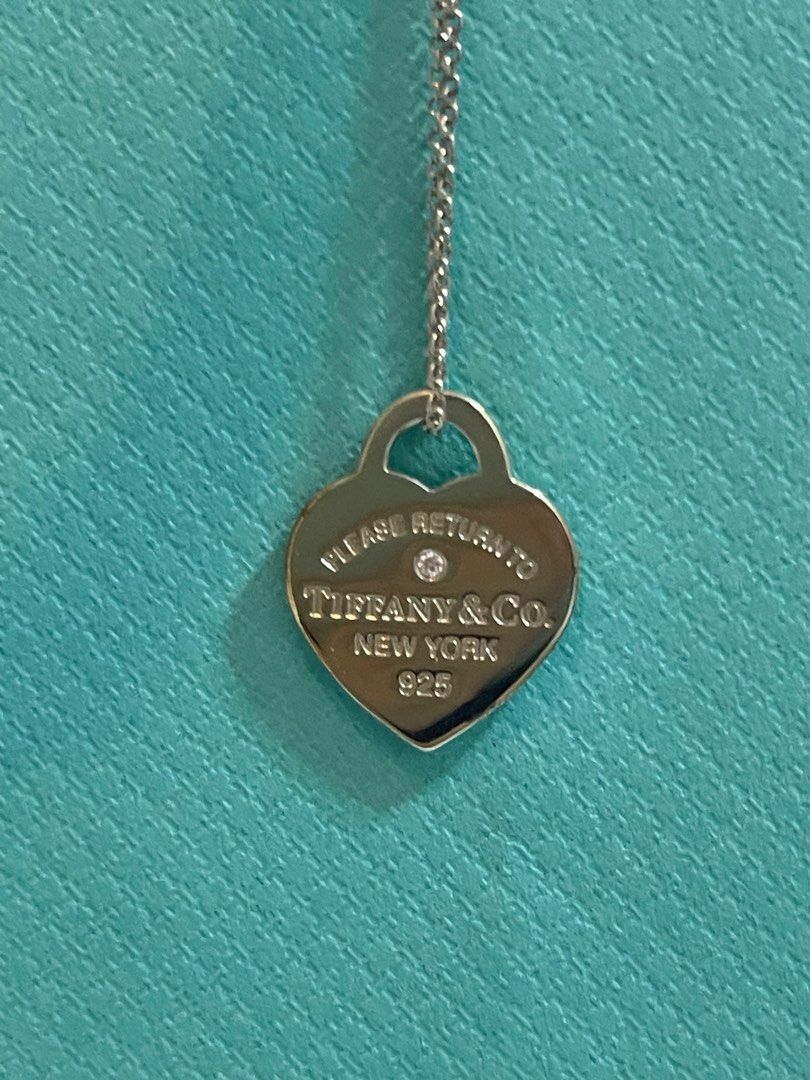 PLEASE RETURN TO
TIFFANY & CO.
NEW YORK
925